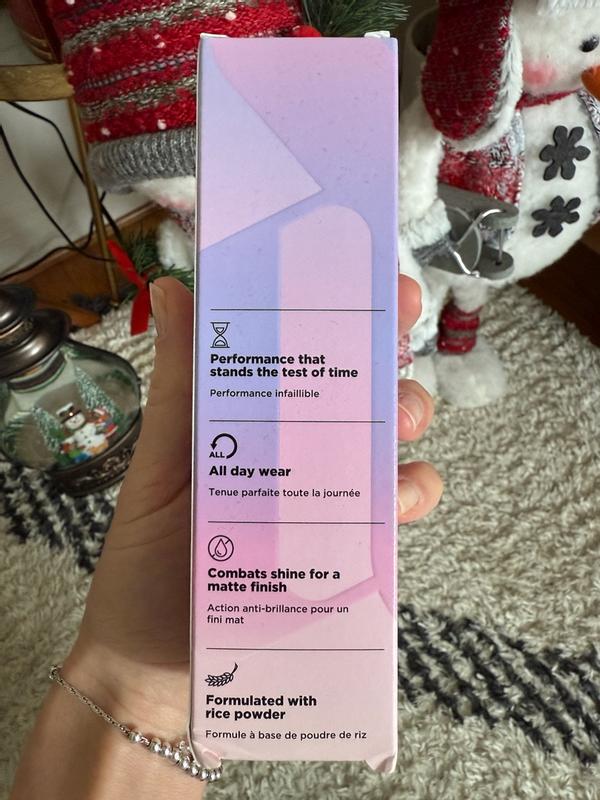 Performance that
stands the test of time
Performance infaillible
ALL
All day wear
Tenue parfaite toute la journée
Combats shine for a
matte finish
Action anti-brillance pour un
fini mat
Formulated with
rice powder
Formule à base de poudre de riz